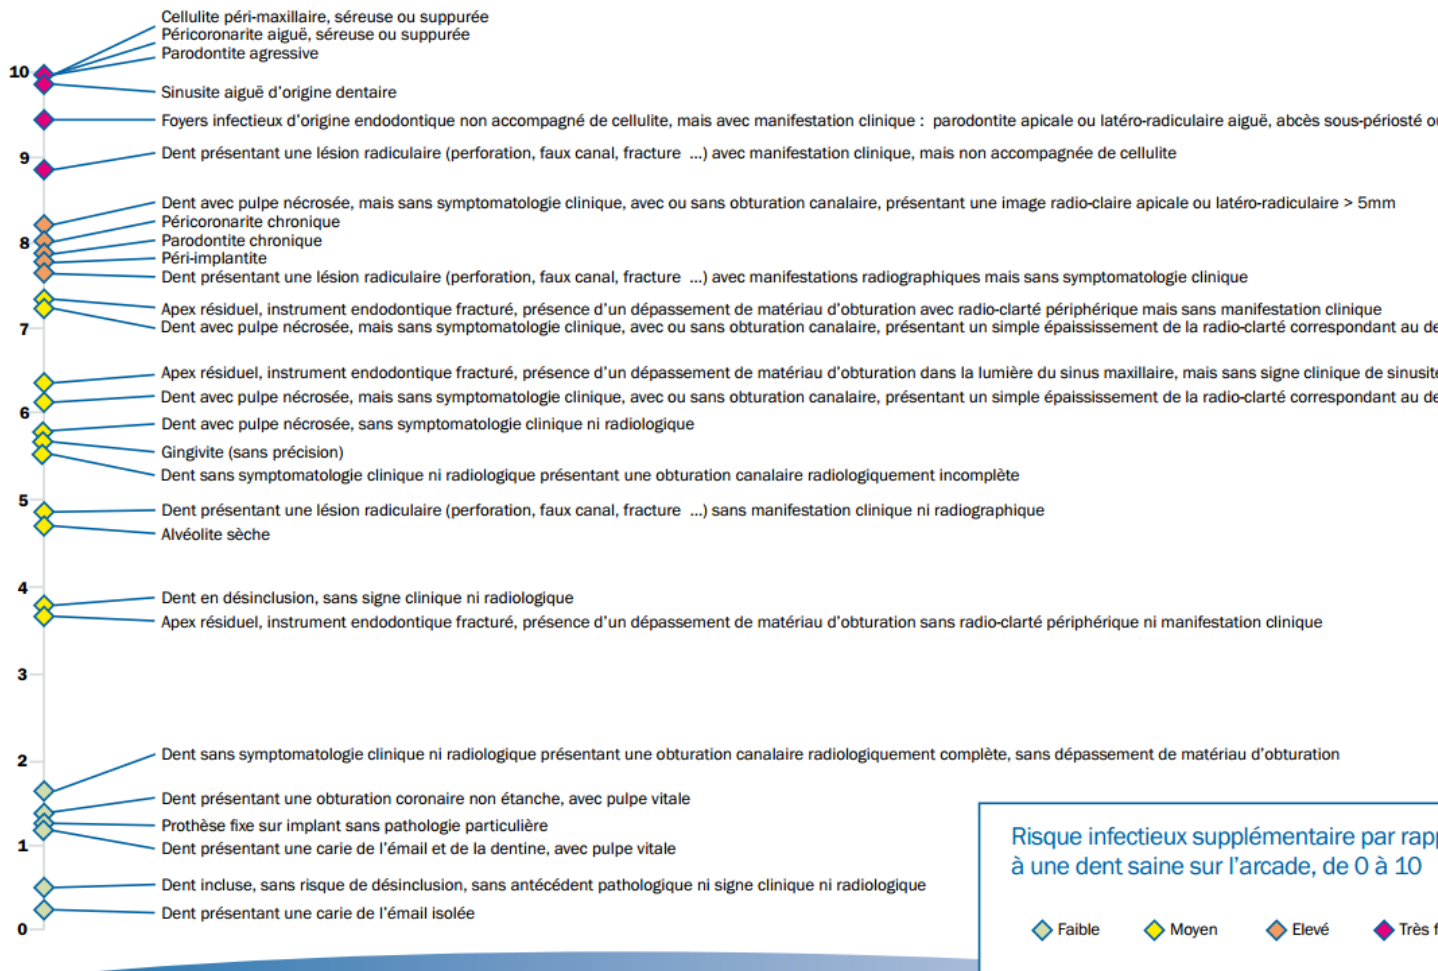 Cellulite péri-maxillaire, séreuse ou suppurée
Péricoronarite aiguë, séreuse ou suppurée
Parodontite agressive
10
Sinusite aiguë d'origine dentaire
Foyers infectieux d'origine endodontique non accompagné de cellulite, mais avec manifestation clinique : parodontite apicale ou latéro-radiculaire aiguë, abcès sous-périosté
9
Dent présentant une lésion radiculaire (perforation, faux canal, fracture ...) avec manifestation clinique, mais non accompagnée de cellulite
Dent avec pulpe nécrosée, mais sans symptomatologie clinique, avec ou sans obturation canalaire, présentant une image radio-claire apicale ou latéro-radiculaire > 5mm
Péricoronarite chronique
8
Parodontite chronique
Péri-implantite
Dent présentant une lésion radiculaire (perforation, faux canal, fracture ...) avec manifestations radiographiques mais sans symptomatologie clinique
Apex résiduel, instrument endodontique fracturé, présence d'un dépassement de matériau d'obturation avec radio-clarté périphérique mais sans manifestation clinique
7
Dent avec pulpe nécrosée, mais sans symptomatologie clinique, avec ou sans obturation canalaire, présentant un simple épaississement de la radio-clarté correspondant au
Apex résiduel, instrument endodontique fracturé, présence d'un dépassement de matériau d'obturation dans la lumière du sinus maxillaire, mais sans signe clinique de sinusite
Dent avec pulpe nécrosée, mais sans symptomatologie clinique, avec ou sans obturation canalaire, présentant un simple épaississement de la radio-clarté correspondant au
6
Dent avec pulpe nécrosée, sans symptomatologie clinique ni radiologique
Gingivite (sans précision)
Dent sans symptomatologie clinique ni radiologique présentant une obturation canalaire radiologiquement incomplète
5
Dent présentant une lésion radiculaire (perforation, faux canal, fracture ...) sans manifestation clinique ni radiographique
Alvéolite sèche
4
Dent en désinclusion, sans signe clinique ni radiologique
Apex résiduel, instrument endodontique fracturé, présence d'un dépassement de matériau d'obturation sans radio-clarté périphérique ni manifestation clinique
3
Dent sans symptomatologie clinique ni radiologique présentant une obturation canalaire radiologiquement complète, sans dépassement de matériau d'obturation
2
Dent présentant une obturation coronaire non étanche, avec pulpe vitale
Prothèse fixe sur implant sans pathologie particulière
1
Dent présentant une carie de l'émail et de la dentine, avec pulpe vitale
Dent incluse, sans risque de désinclusion, sans antécédent pathologique ni signe clinique ni radiologique
Dent présentant une carie de l'émail isolée
0
Risque infectieux supplémentaire par
à une dent saine sur l'arcade, de 0 à 10
Faible Moyen Elevé Très